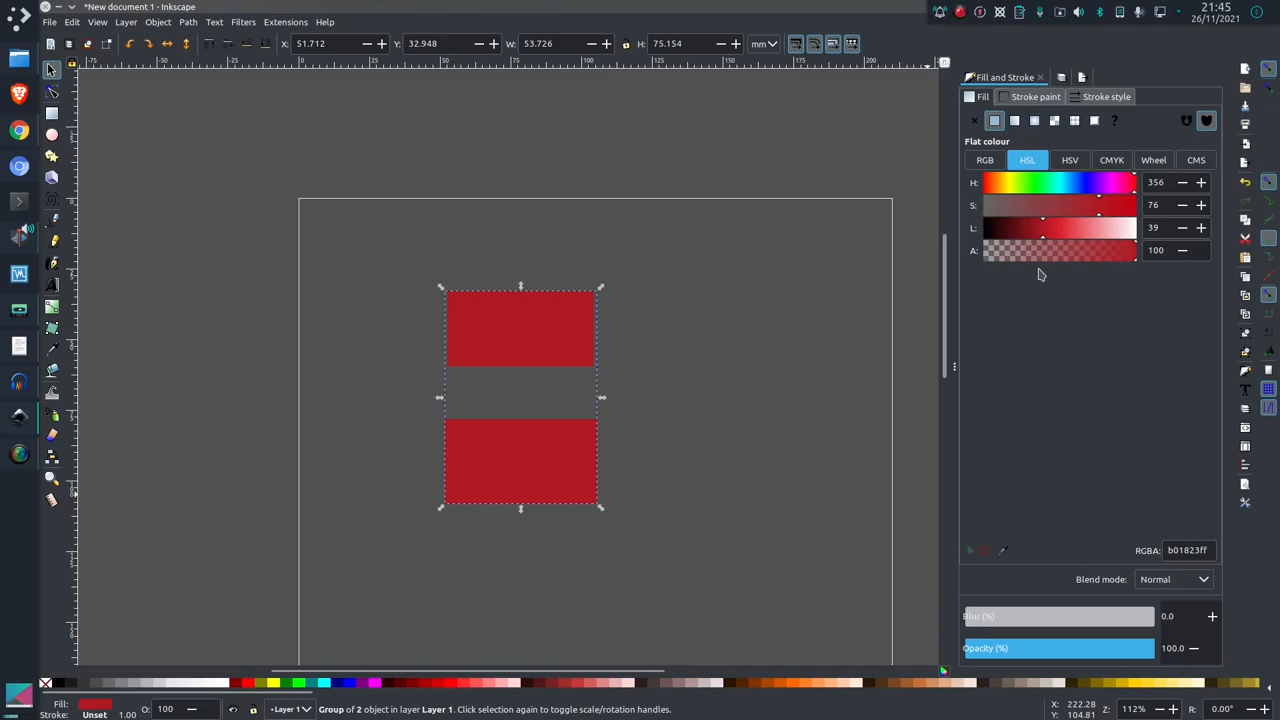 *New document 1 - Inkscape
21:45
26/11/2021
File Edit View Layer Object Path Text Filters Extensions Help
X: 51.712 Y: 32.948 W: 53.726 H: 75.154 mm
Fill and Stroke
Fill Stroke paint Stroke style
?
Flat colour
RGB HSL HSV CMYK Wheel CMS
H: 356
S: 76
L: 39
A: 100
RGBA: b01823ff
Blend mode: Normal
Blur (%) 0.0
Opacity (%) 100.0
Fill: O: 100 Layer 1 Group of 2 object in layer Layer 1. Click selection again to toggle scale/rotation handles. X: 222.28 Z: 112% R: 0.00°
Stroke: Unset 1.00 Y: 104.81